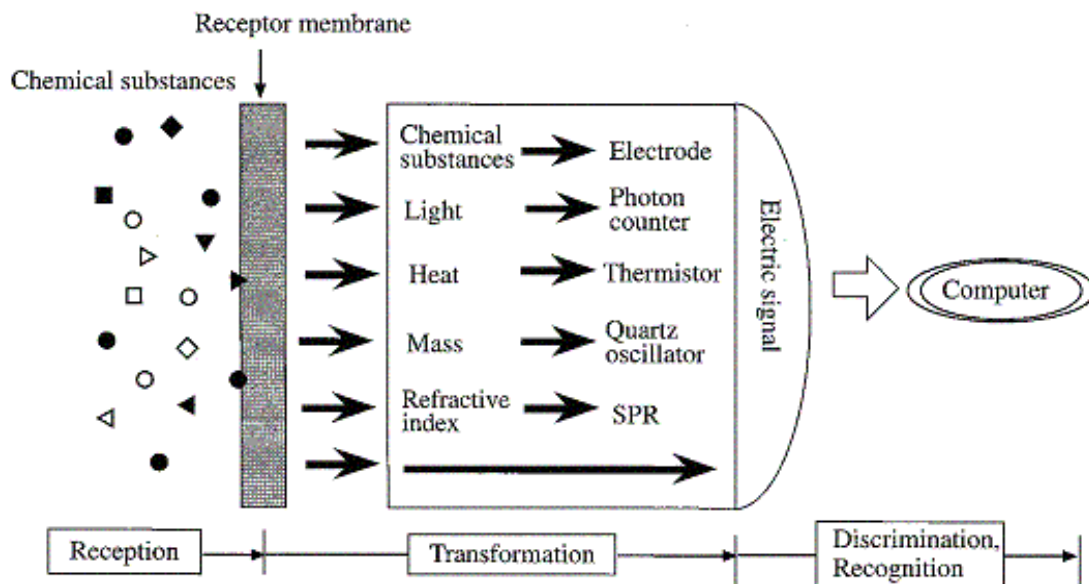 Receptor membrane
Chemical substances
Chemical
substances
Electrode
Light
Photon
counter
Heat
Thermistor
Mass
Quartz
oscillator
Refractive
index
SPR
Electric signal
Computer
Reception
Transformation
Discrimination,
Recognition